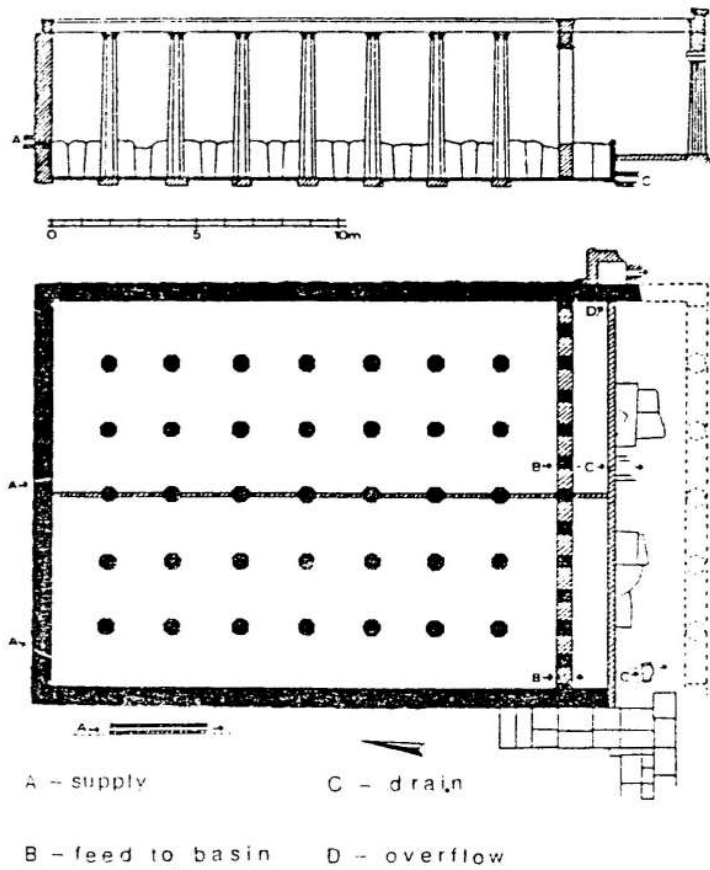 A
C
0 5 10m
D
A
B C
A
B C
A
A – supply C – drain
B – feed to basin D – overflow